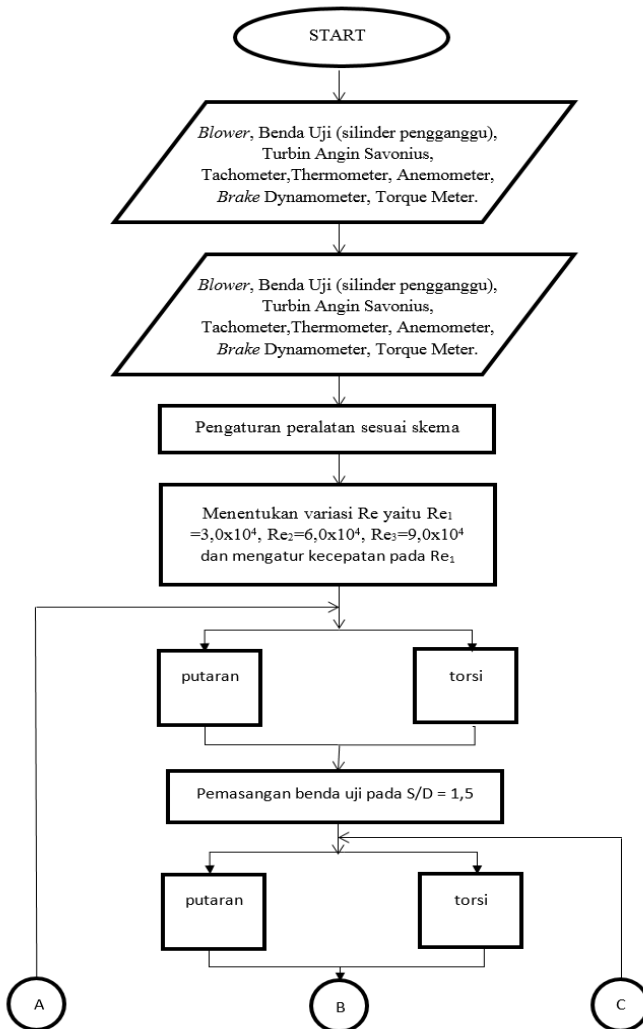 START
Blower, Benda Uji (silinder pengganggu),
Turbin Angin Savonius,
Tachometer,Thermometer, Anemometer,
Brake Dynamometer, Torque Meter.
Blower, Benda Uji (silinder pengganggu),
Turbin Angin Savonius,
Tachometer,Thermometer, Anemometer,
Brake Dynamometer, Torque Meter.
Pengaturan peralatan sesuai skema
Menentukan variasi Re yaitu Re₁
=3,0x10⁴, Re₂=6,0x10⁴, Re₃=9,0x10⁴
dan mengatur kecepatan pada Re₁
putaran
torsi
Pemasangan benda uji pada S/D = 1,5
putaran
torsi
A
B
C